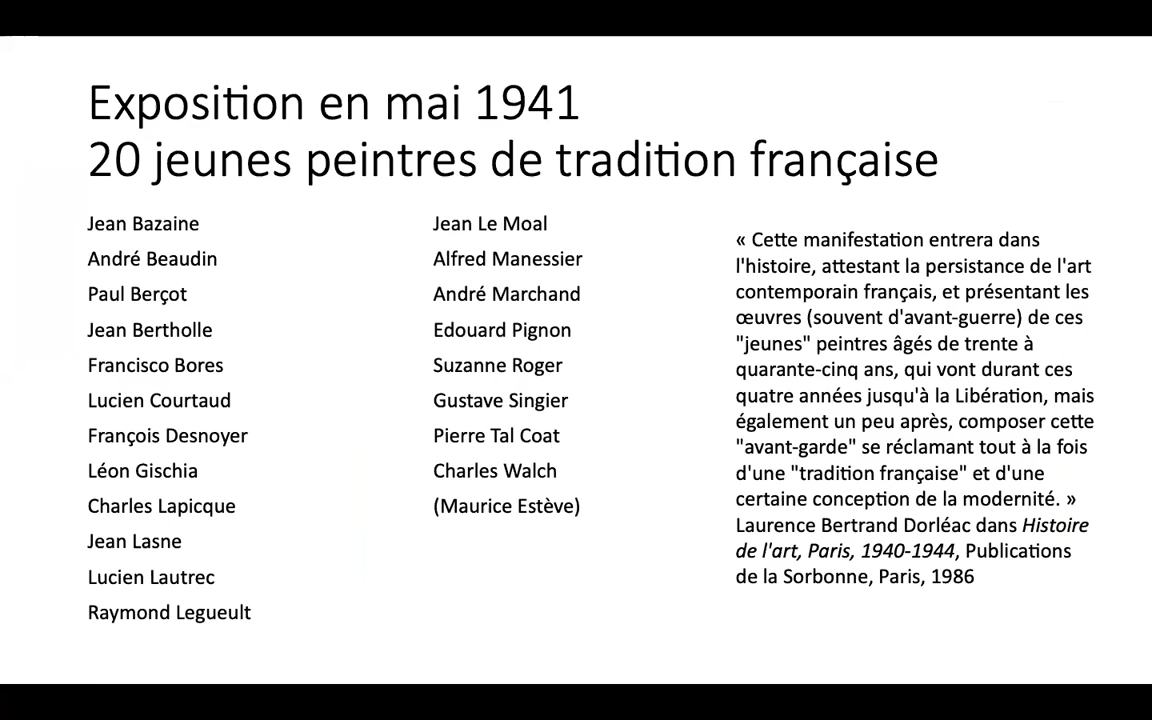 Exposition en mai 1941
20 jeunes peintres de tradition française
Jean Bazaine
André Beaudin
Paul Berçot
Jean Bertholle
Francisco Bores
Lucien Courtaud
François Desnoyer
Léon Gischia
Charles Lapicque
Jean Lasne
Lucien Lautrec
Raymond Legueult
Jean Le Moal
Alfred Manessier
André Marchand
Edouard Pignon
Suzanne Roger
Gustave Singier
Pierre Tal Coat
Charles Walch
(Maurice Estève)
« Cette manifestation entrera dans
l'histoire, attestant la persistance de l'art
contemporain français, et présentant les
œuvres (souvent d'avant-guerre) de ces
"jeunes" peintres âgés de trente à
quarante-cinq ans, qui vont durant ces
quatre années jusqu'à la Libération, mais
également un peu après, composer cette
"avant-garde" se réclamant tout à la fois
d'une "tradition française" et d'une
certaine conception de la modernité. »
Laurence Bertrand Dorléac dans Histoire
de l'art, Paris, 1940-1944, Publications
de la Sorbonne, Paris, 1986